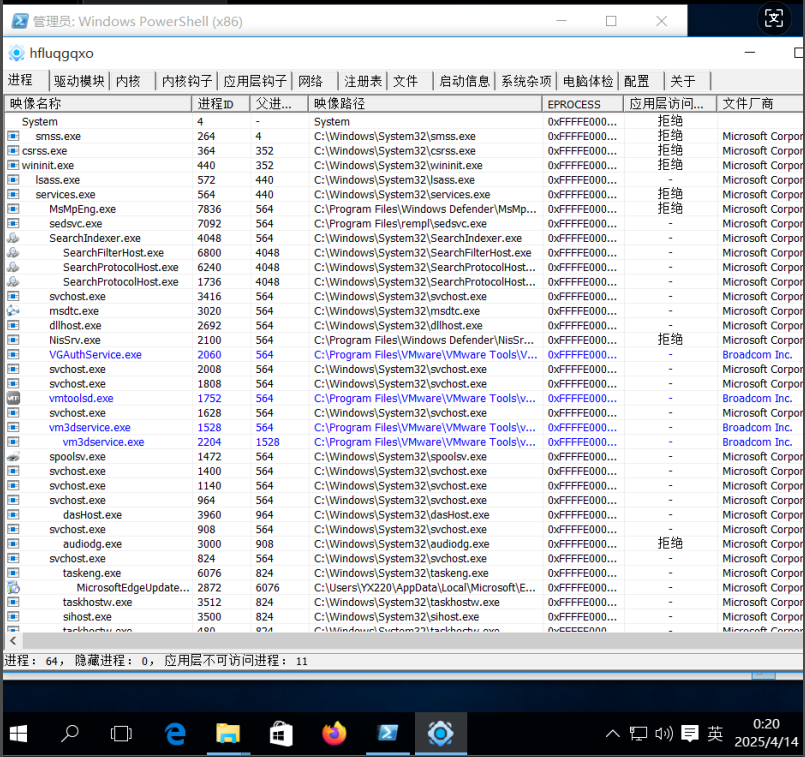 管理员: Windows PowerShell (x86)
hfluqgqxo
进程 驱动模块 内核 内核钩子 应用层钩子 网络 注册表 文件 启动信息 系统杂项 电脑体检 配置 关于
映像名称 进程ID 父进... 映像路径 EPROCESS 应用层访问... 文件厂商
System 4 - System 0xFFFFE000... 拒绝
smss.exe 264 4 C:\Windows\System32\smss.exe 0xFFFFE000... 拒绝 Microsoft Corpor
csrss.exe 364 352 C:\Windows\System32\csrss.exe 0xFFFFE000... 拒绝 Microsoft Corpor
wininit.exe 440 352 C:\Windows\System32\wininit.exe 0xFFFFE000... 拒绝 Microsoft Corpor
lsass.exe 572 440 C:\Windows\System32\lsass.exe 0xFFFFE000... - Microsoft Corpor
services.exe 564 440 C:\Windows\System32\services.exe 0xFFFFE000... 拒绝 Microsoft Corpor
MsMpEng.exe 7836 564 C:\Program Files\Windows Defender\MsMp... 0xFFFFE000... 拒绝 Microsoft Corpor
sedsvc.exe 7092 564 C:\Program Files\rempl\sedsvc.exe 0xFFFFE000... - Microsoft Corpor
SearchIndexer.exe 4048 564 C:\Windows\System32\SearchIndexer.exe 0xFFFFE000... - Microsoft Corpor
SearchFilterHost.exe 6800 4048 C:\Windows\System32\SearchFilterHost.exe 0xFFFFE000... - Microsoft Corpor
SearchProtocolHost.exe 6240 4048 C:\Windows\System32\SearchProtocolHost... 0xFFFFE000... - Microsoft Corpor
SearchProtocolHost.exe 1736 4048 C:\Windows\System32\SearchProtocolHost... 0xFFFFE000... - Microsoft Corpor
svchost.exe 3416 564 C:\Windows\System32\svchost.exe 0xFFFFE000... - Microsoft Corpor
msdtc.exe 3020 564 C:\Windows\System32\msdtc.exe 0xFFFFE000... - Microsoft Corpor
dllhost.exe 2692 564 C:\Windows\System32\dllhost.exe 0xFFFFE000... - Microsoft Corpor
NisSrv.exe 2100 564 C:\Program Files\Windows Defender\NisSr... 0xFFFFE000... 拒绝 Microsoft Corpor
VGAuthService.exe 2060 564 C:\Program Files\VMware\VMware Tools\V... 0xFFFFE000... - Broadcom Inc.
svchost.exe 2008 564 C:\Windows\System32\svchost.exe 0xFFFFE000... - Microsoft Corpor
svchost.exe 1808 564 C:\Windows\System32\svchost.exe 0xFFFFE000... - Microsoft Corpor
vmtoolsd.exe 1752 564 C:\Program Files\VMware\VMware Tools\v... 0xFFFFE000... - Broadcom Inc.
svchost.exe 1628 564 C:\Windows\System32\svchost.exe 0xFFFFE000... - Microsoft Corpor
vm3dservice.exe 1528 564 C:\Program Files\VMware\VMware Tools\v... 0xFFFFE000... - Broadcom Inc.
vm3dservice.exe 2204 1528 C:\Program Files\VMware\VMware Tools\v... 0xFFFFE000... - Broadcom Inc.
spoolsv.exe 1472 564 C:\Windows\System32\spoolsv.exe 0xFFFFE000... - Microsoft Corpor
svchost.exe 1400 564 C:\Windows\System32\svchost.exe 0xFFFFE000... - Microsoft Corpor
svchost.exe 1140 564 C:\Windows\System32\svchost.exe 0xFFFFE000... - Microsoft Corpor
svchost.exe 964 564 C:\Windows\System32\svchost.exe 0xFFFFE000... - Microsoft Corpor
dasHost.exe 3960 964 C:\Windows\System32\dasHost.exe 0xFFFFE000... - Microsoft Corpor
svchost.exe 908 564 C:\Windows\System32\svchost.exe 0xFFFFE000... - Microsoft Corpor
audiodg.exe 3000 908 C:\Windows\System32\audiodg.exe 0xFFFFE000... 拒绝 Microsoft Corpor
svchost.exe 824 564 C:\Windows\System32\svchost.exe 0xFFFFE000... - Microsoft Corpor
taskeng.exe 6076 824 C:\Windows\System32\taskeng.exe 0xFFFFE000... - Microsoft Corpor
MicrosoftEdgeUpdate... 2872 6076 C:\Users\YX220\AppData\Local\Microsoft\E... 0xFFFFE000... - Microsoft Corpor
taskhostw.exe 3512 824 C:\Windows\System32\taskhostw.exe 0xFFFFE000... - Microsoft Corpor
sihost.exe 3500 824 C:\Windows\System32\sihost.exe 0xFFFFE000... - Microsoft Corpor
taskhostw.exe 480 824 C:\Windows\System32\taskhostw.exe 0xFFFFE000... - Microsoft Corpor
进程: 64, 隐藏进程: 0, 应用层不可访问进程: 11
英 0:20
2025/4/14